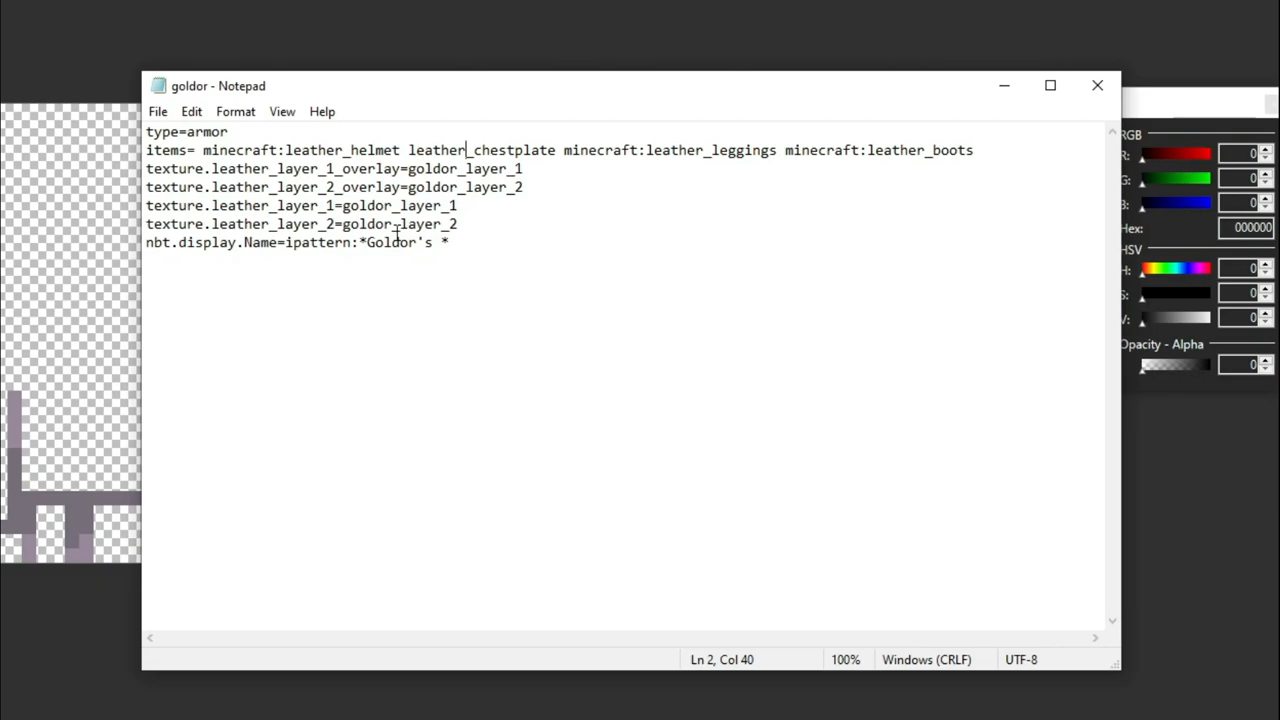 goldor - Notepad
File Edit Format View Help
type=armor
items= minecraft:leather_helmet leather_chestplate minecraft:leather_leggings minecraft:leather_boots
texture.leather_layer_1_overlay=goldor_layer_1
texture.leather_layer_2_overlay=goldor_layer_2
texture.leather_layer_1=goldor_layer_1
texture.leather_layer_2=goldor_layer_2
nbt.display.Name=ipattern:*Goldor's *
Ln 2, Col 40 100% Windows (CRLF) UTF-8
RGB
R: 0
G: 0
B: 0
Hex: 000000
HSV
H: 0
S: 0
V: 0
Opacity - Alpha
0